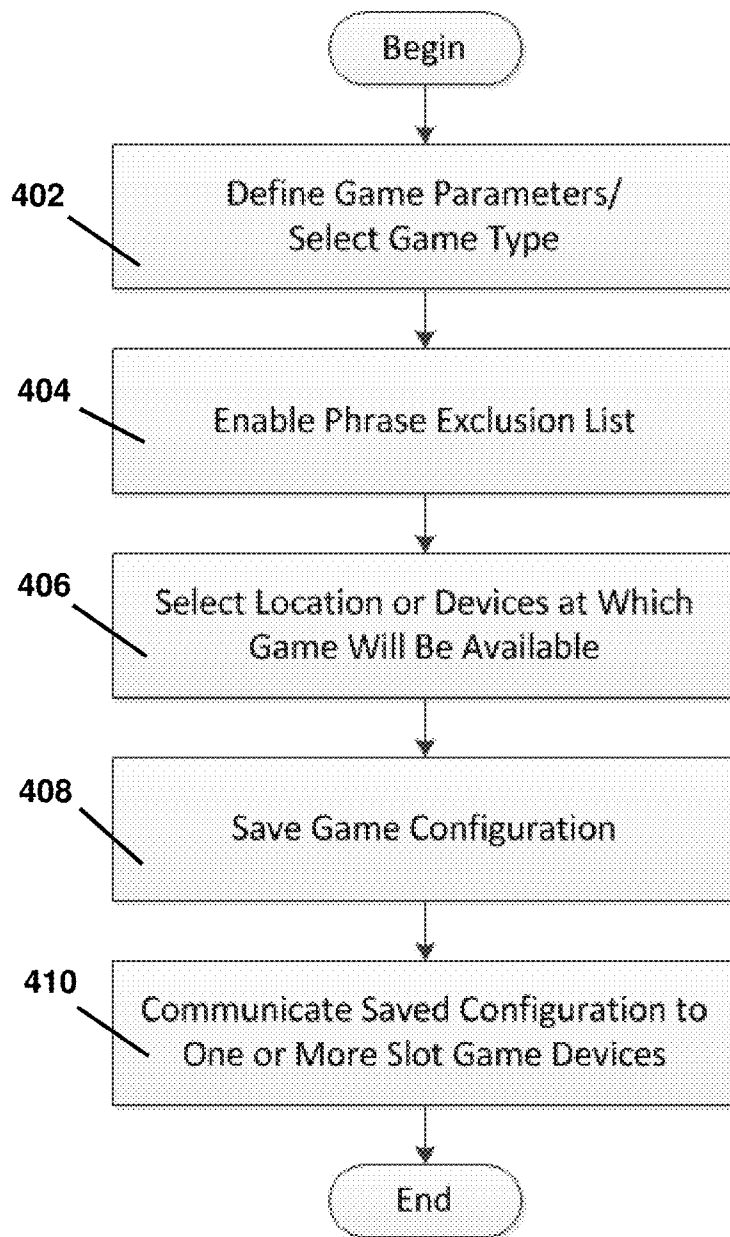 Begin
402
Define Game Parameters/
Select Game Type
404
Enable Phrase Exclusion List
406
Select Location or Devices at Which
Game Will Be Available
408
Save Game Configuration
410
Communicate Saved Configuration to
One or More Slot Game Devices
End